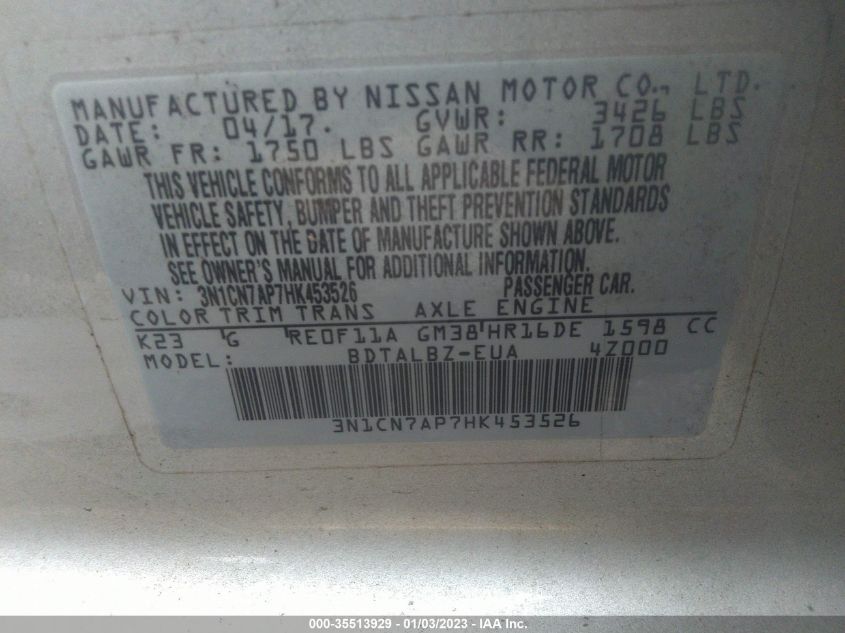 MANUFACTURED BY NISSAN MOTOR CO., LTD.
DATE: 04/17. GVWR: 3426 LBS
GAWR FR: 1750 LBS GAWR RR: 1708 LBS
THIS VEHICLE CONFORMS TO ALL APPLICABLE FEDERAL MOTOR
VEHICLE SAFETY, BUMPER AND THEFT PREVENTION STANDARDS
IN EFFECT ON THE DATE OF MANUFACTURE SHOWN ABOVE.
SEE OWNER'S MANUAL FOR ADDITIONAL INFORMATION.
VIN: 3N1CN7AP7HK453526 PASSENGER CAR.
COLOR TRIM TRANS AXLE ENGINE
K23 G RE0F11A GM38 HR16DE 1598 CC
MODEL: BDTALBZ-EUA 4Z000
3N1CN7AP7HK453526
000-35513929 - 01/03/2023 - IAA Inc.